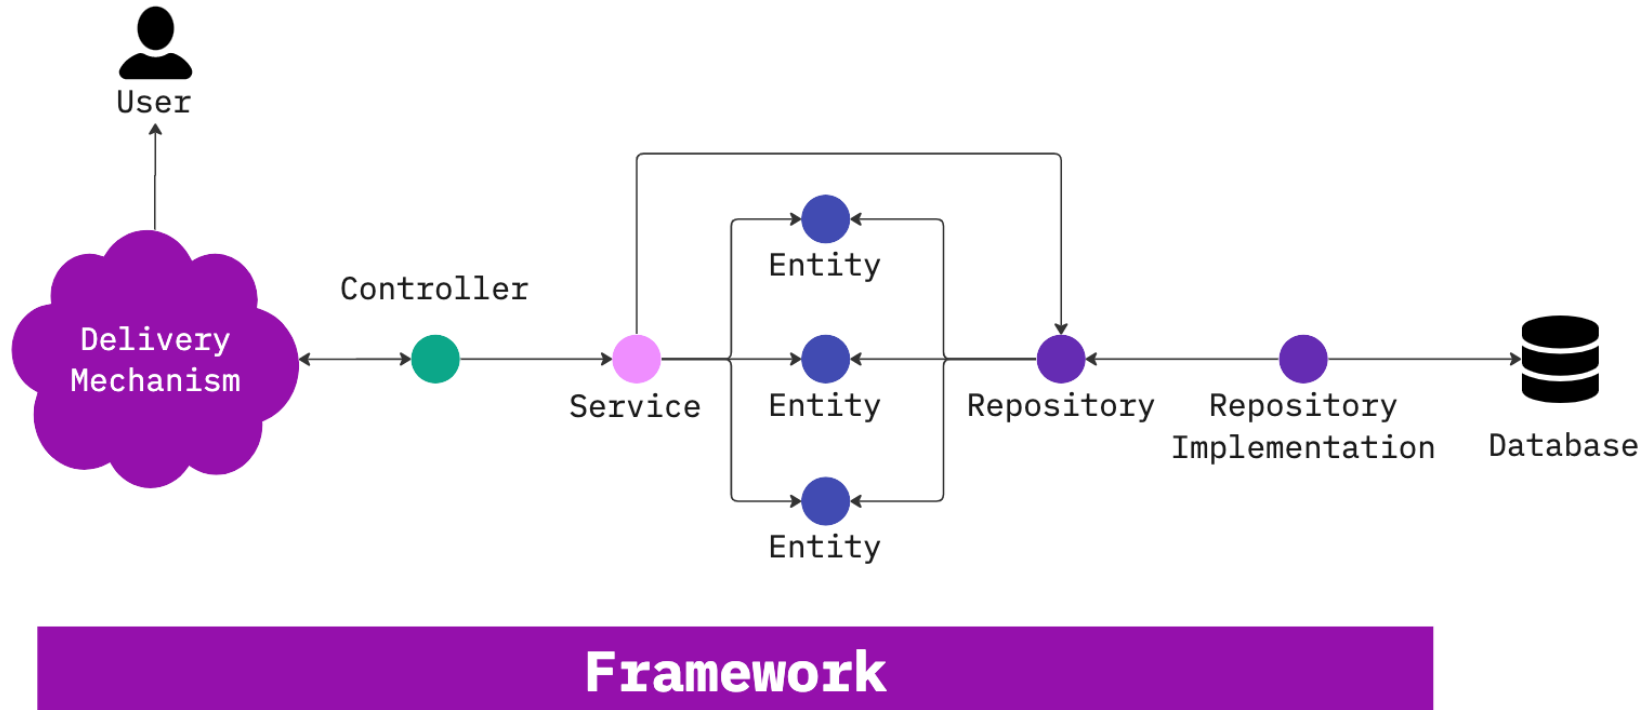 User
Delivery
Mechanism
Controller
Service
Entity
Entity
Entity
Repository
Repository
Implementation
Database
Framework